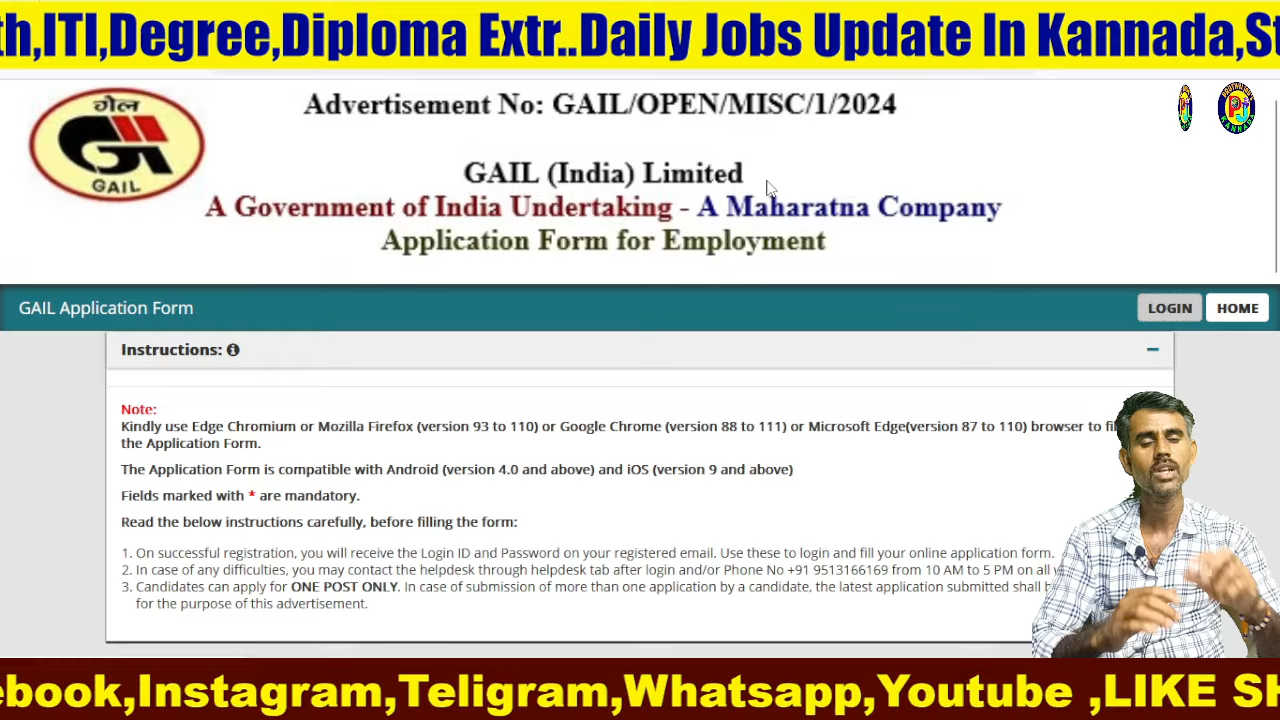 th,ITI,Degree,Diploma Extr..Daily Jobs Update In Kannada,S
गेल
GAIL
Advertisement No: GAIL/OPEN/MISC/1/2024
GAIL (India) Limited
A Government of India Undertaking - A Maharatna Company
Application Form for Employment
GAIL Application Form
LOGIN
HOME
Instructions:
Note:
Kindly use Edge Chromium or Mozilla Firefox (version 93 to 110) or Google Chrome (version 88 to 111) or Microsoft Edge(version 87 to 110) browser to fi
the Application Form.
The Application Form is compatible with Android (version 4.0 and above) and iOS (version 9 and above)
Fields marked with * are mandatory.
Read the below instructions carefully, before filling the form:
1. On successful registration, you will receive the Login ID and Password on your registered email. Use these to login and fill your online application form.
2. In case of any difficulties, you may contact the helpdesk through helpdesk tab after login and/or Phone No +91 9513166169 from 10 AM to 5 PM on all
3. Candidates can apply for ONE POST ONLY. In case of submission of more than one application by a candidate, the latest application submitted shall
for the purpose of this advertisement.
ebook,Instagram,Teligram,Whatsapp,Youtube ,LIKE SH